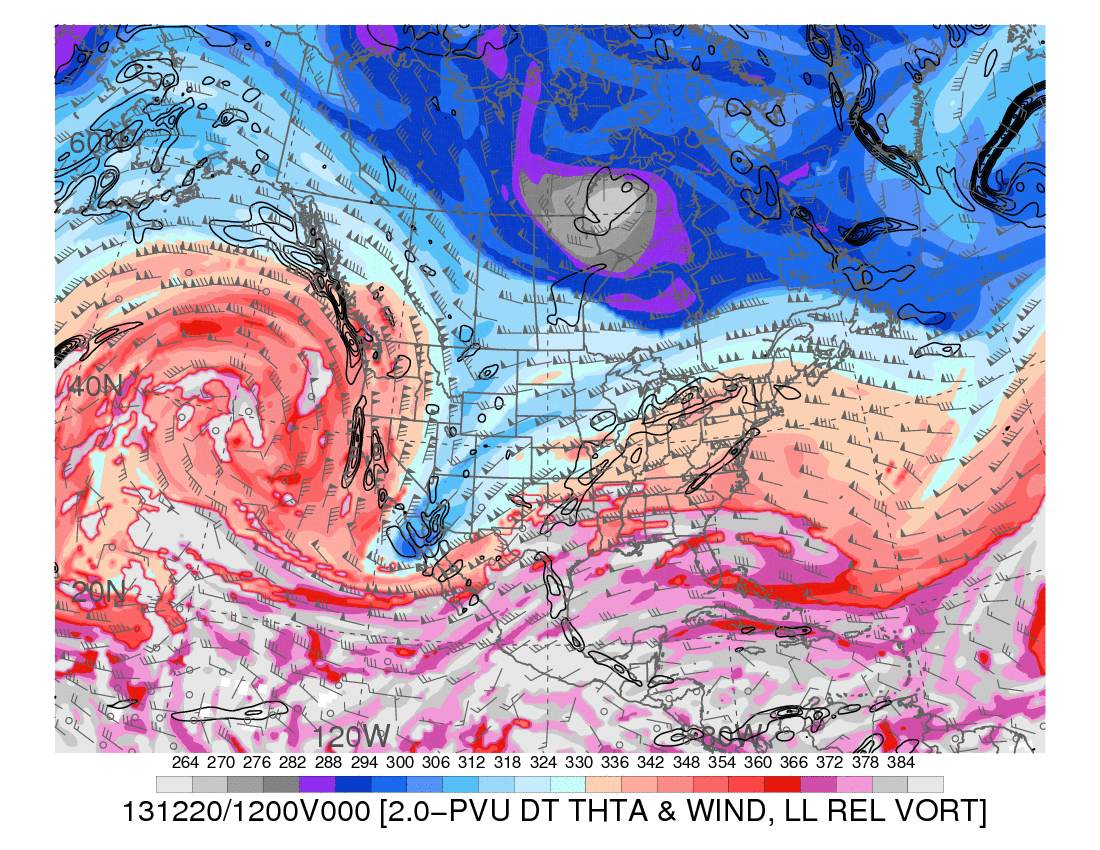 60N
40N
20N
120W
80W
264 270 276 282 288 294 300 306 312 318 324 330 336 342 348 354 360 366 372 378 384
131220/1200V000 [2.0−PVU DT THTA & WIND, LL REL VORT]